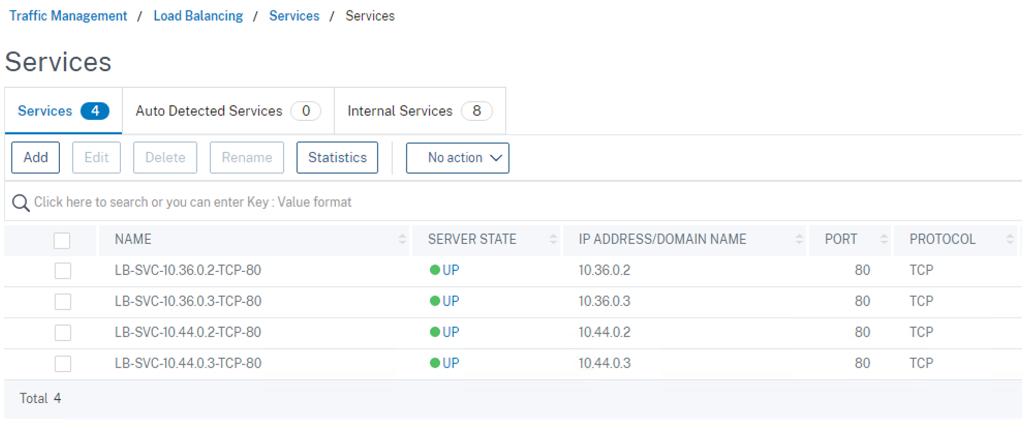 Traffic Management / Load Balancing / Services / Services
Services
Services 4 Auto Detected Services 0 Internal Services 8
Add Edit Delete Rename Statistics No action
Click here to search or you can enter Key : Value format
NAME SERVER STATE IP ADDRESS/DOMAIN NAME PORT PROTOCOL
LB-SVC-10.36.0.2-TCP-80 UP 10.36.0.2 80 TCP
LB-SVC-10.36.0.3-TCP-80 UP 10.36.0.3 80 TCP
LB-SVC-10.44.0.2-TCP-80 UP 10.44.0.2 80 TCP
LB-SVC-10.44.0.3-TCP-80 UP 10.44.0.3 80 TCP
Total 4